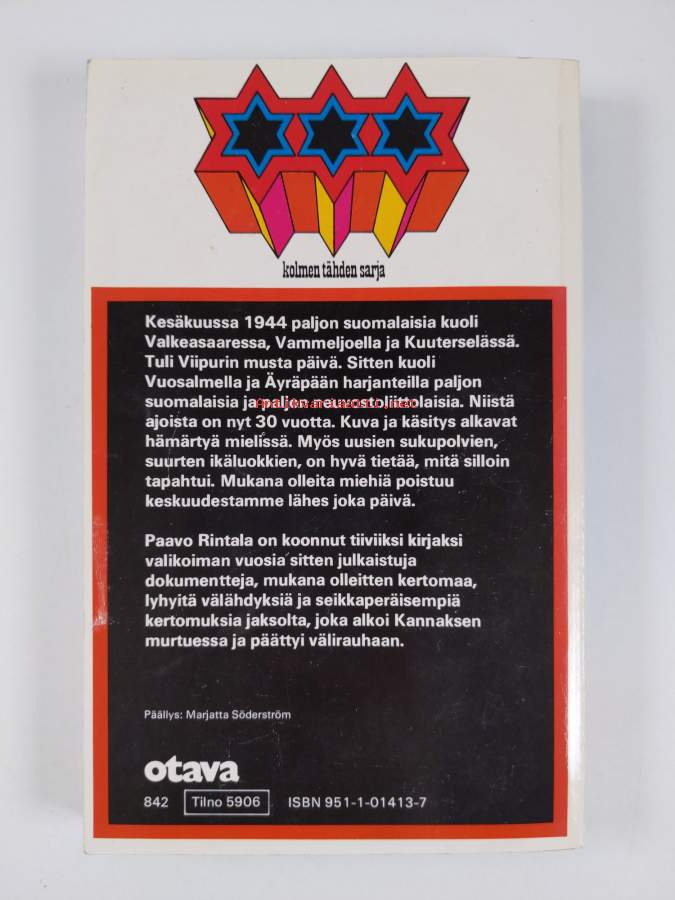 kolmen tähden sarja
Kesäkuussa 1944 paljon suomalaisia kuoli
Valkeasaaressa, Vammeljoella ja Kuuterselässä.
Tuli Viipurin musta päivä. Sitten kuoli
Vuosalmella ja Äyräpään harjanteilla paljon
suomalaisia ja paljon neuvostoliittolaisia. Niistä
Antikvariaatti.net
ajoista on nyt 30 vuotta. Kuva ja käsitys alkavat
hämärtyä mielissä. Myös uusien sukupolvien,
suurten ikäluokkien, on hyvä tietää, mitä silloin
tapahtui. Mukana olleita miehiä poistuu
keskuudestamme lähes joka päivä.
Paavo Rintala on koonnut tiiviiksi kirjaksi
valikoiman vuosia sitten julkaistuja
dokumentteja, mukana olleitten kertomaa,
lyhyitä välähdyksiä ja seikkaperäisempiä
kertomuksia jaksolta, joka alkoi Kannaksen
murtuessa ja päättyi välirauhaan.
Päällys: Marjatta Söderström
otava
842 Tilno 5906 ISBN 951-1-01413-7